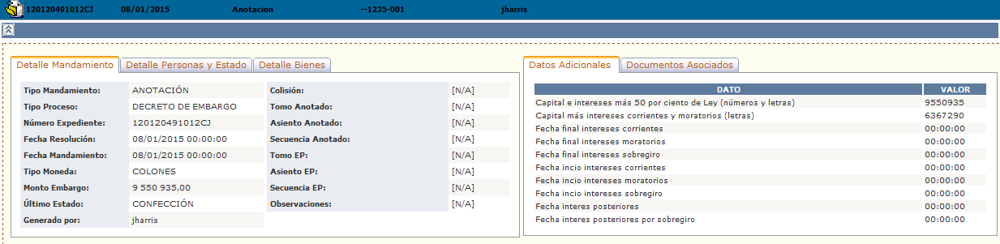 120120491012CJ 08/01/2015 Anotacion --1235-001 jharris
Detalle Mandamiento Detalle Personas y Estado Detalle Bienes
Tipo Mandamiento: ANOTACIÓN Colisión: [N/A]
Tipo Proceso: DECRETO DE EMBARGO Tomo Anotado: [N/A]
Número Expediente: 120120491012CJ Asiento Anotado: [N/A]
Fecha Resolución: 08/01/2015 00:00:00 Secuencia Anotado: [N/A]
Fecha Mandamiento: 08/01/2015 00:00:00 Tomo EP: [N/A]
Tipo Moneda: COLONES Asiento EP: [N/A]
Monto Embargo: 9 550 935,00 Secuencia EP: [N/A]
Último Estado: CONFECCIÓN Observaciones: [N/A]
Generado por: jharris
Datos Adicionales Documentos Asociados
DATO VALOR
Capital e intereses más 50 por ciento de Ley (números y letras) 9550935
Capital más intereses corrientes y moratorios (letras) 6367290
Fecha final intereses corrientes 00:00:00
Fecha final intereses moratorios 00:00:00
Fecha final intereses sobregiro 00:00:00
Fecha incio intereses corrientes 00:00:00
Fecha incio intereses moratorios 00:00:00
Fecha incio intereses sobregiro 00:00:00
Fecha interes posteriores 00:00:00
Fecha interes posteriores por sobregiro 00:00:00